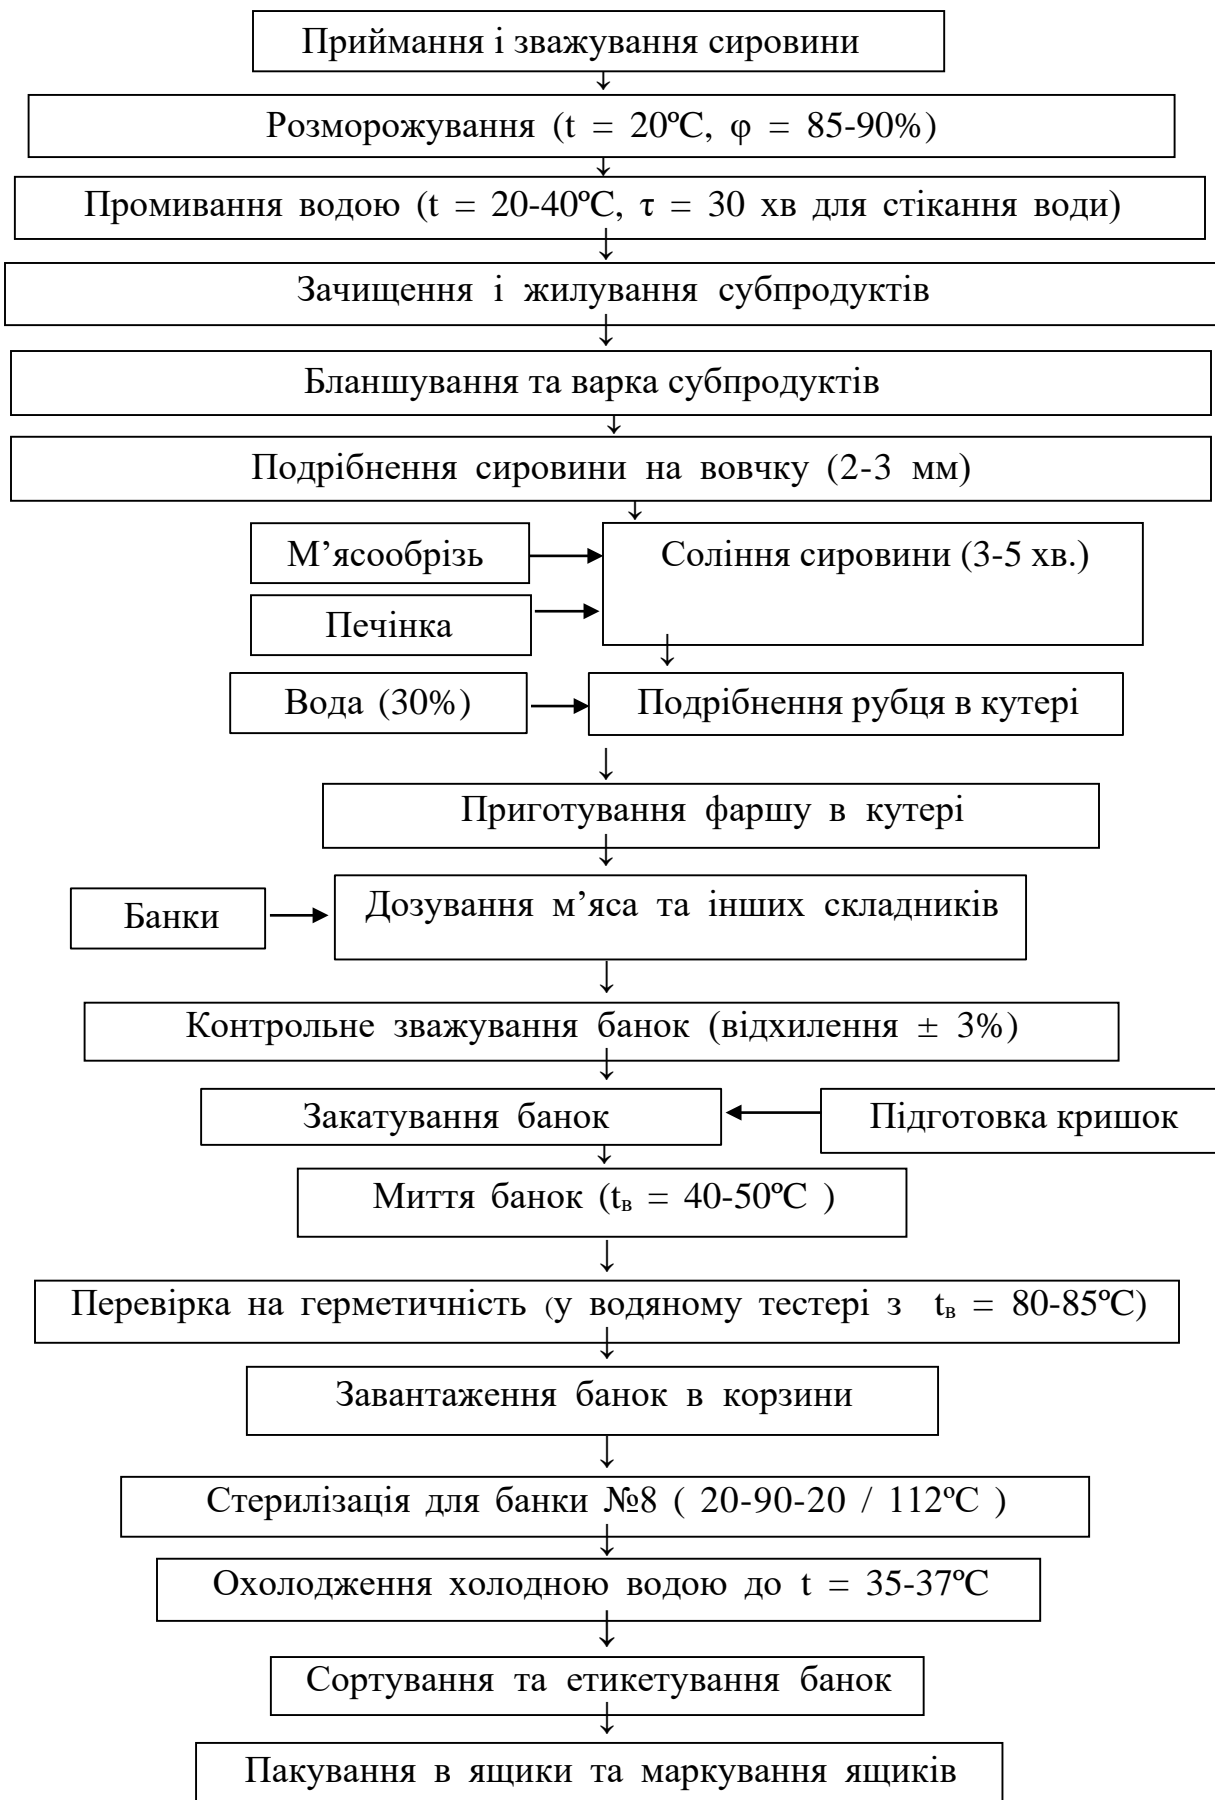 Приймання і зважування сировини
Розморожування (t = 20ºС, φ = 85-90%)
Промивання водою (t = 20-40ºС, τ = 30 хв для стікання води)
Зачищення і жилування субпродуктів
Бланшування та варка субпродуктів
Подрібнення сировини на вовчку (2-3 мм)
М’ясообрізь
Соління сировини (3-5 хв.)
Печінка
Вода (30%)
Подрібнення рубця в кутері
Приготування фаршу в кутері
Банки
Дозування м’яса та інших складників
Контрольне зважування банок (відхилення ± 3%)
Закатування банок
Підготовка кришок
Миття банок (tв = 40-50ºС )
Перевірка на герметичність (у водяному тестері з tв = 80-85ºС)
Завантаження банок в корзини
Стерилізація для банки №8 ( 20-90-20 / 112ºС )
Охолодження холодною водою до t = 35-37ºС
Сортування та етикетування банок
Пакування в ящики та маркування ящиків